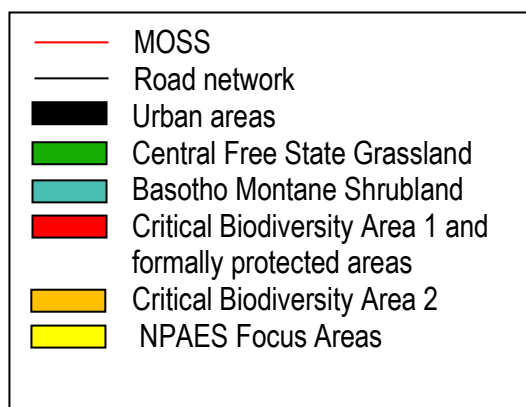 MOSS
Road network
Urban areas
Central Free State Grassland
Basotho Montane Shrubland
Critical Biodiversity Area 1 and
formally protected areas
Critical Biodiversity Area 2
NPAES Focus Areas